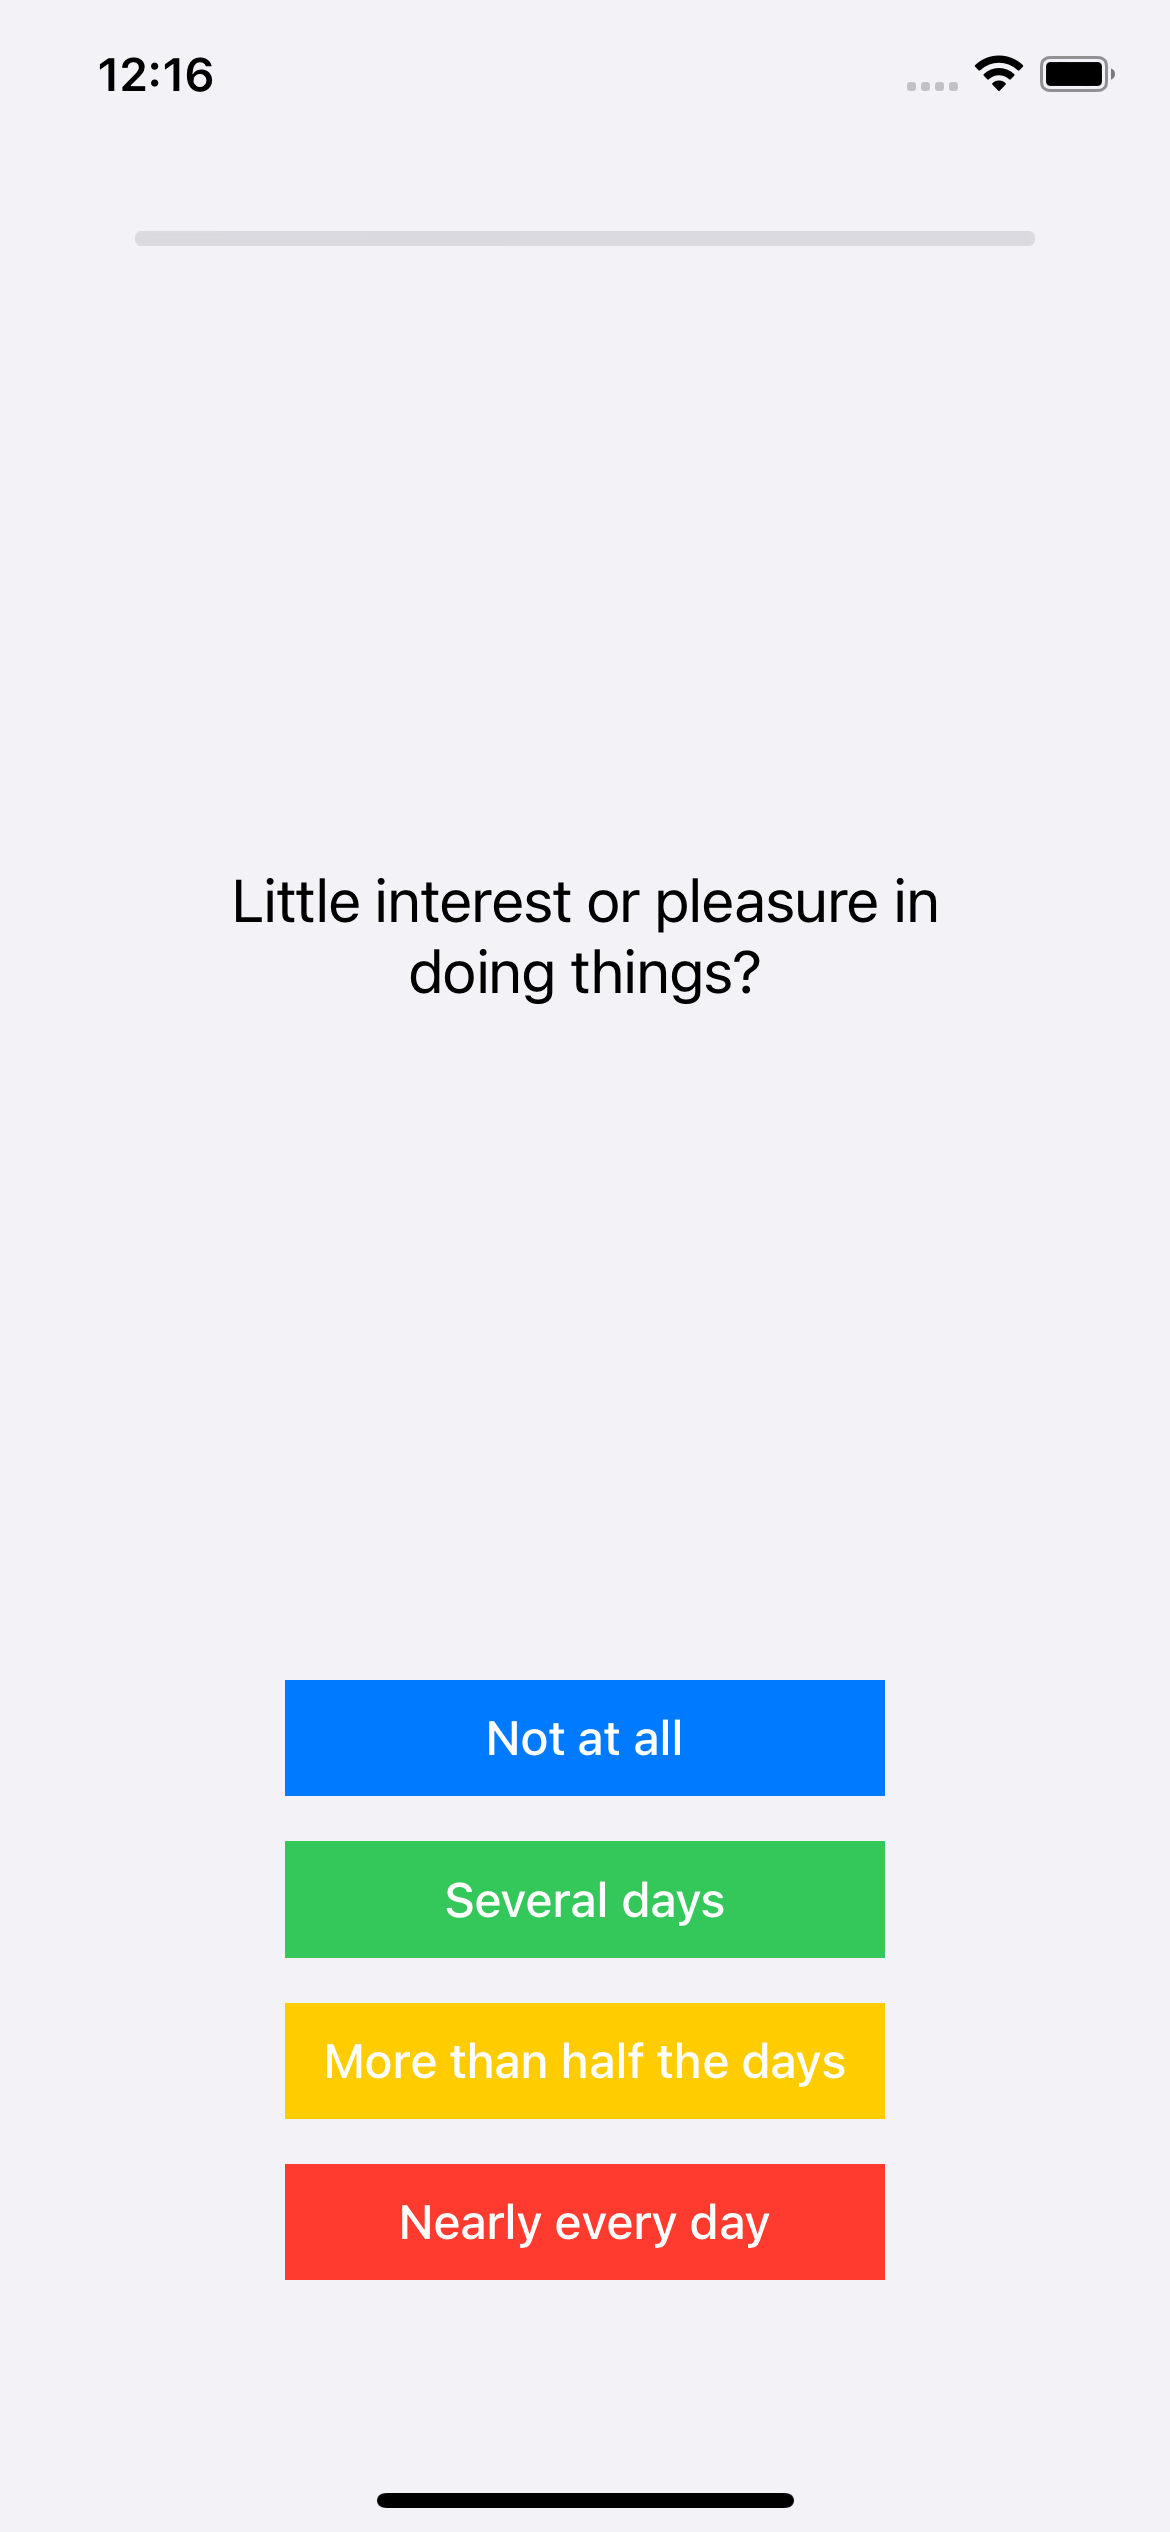 12:16
Little interest or pleasure in
doing things?
Not at all
Several days
More than half the days
Nearly every day